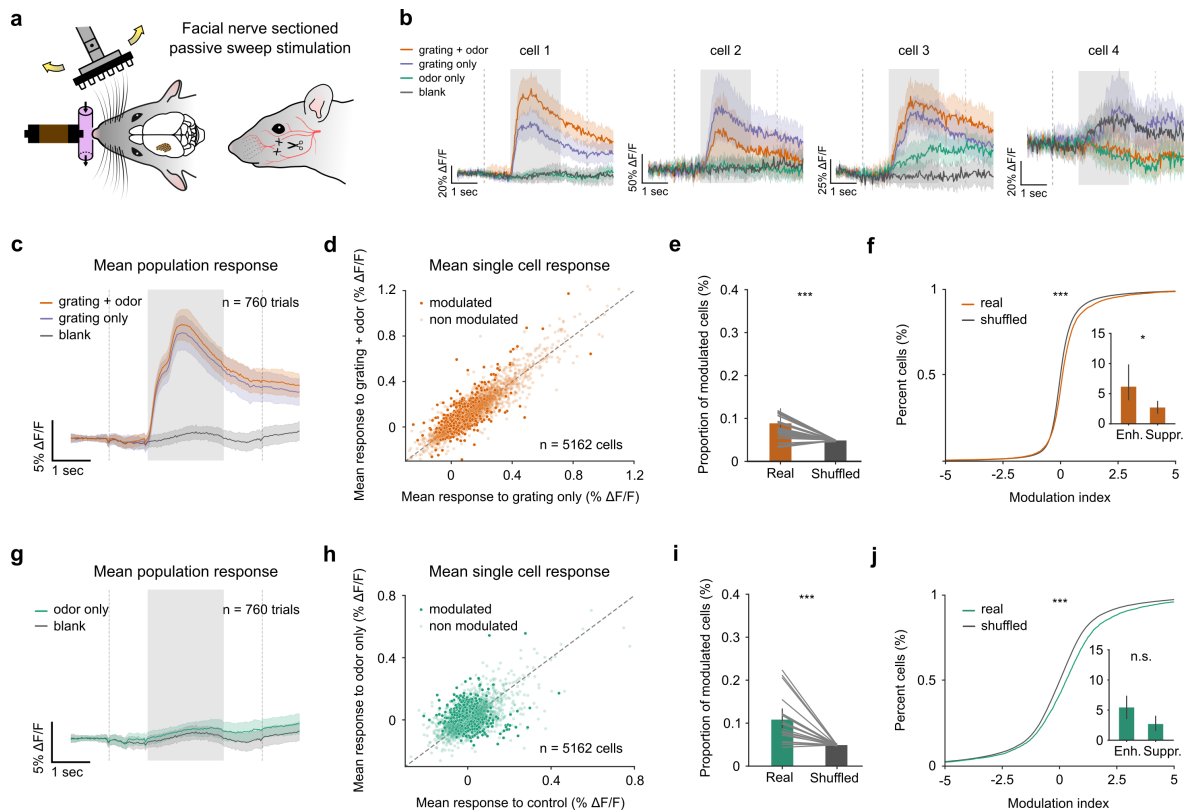 a
Facial nerve sectioned
passive sweep stimulation
b
grating + odor
grating only
odor only
blank
cell 1
cell 2
cell 3
cell 4
20% ΔF/F
1 sec
50% ΔF/F
1 sec
25% ΔF/F
1 sec
20% ΔF/F
1 sec
c
Mean population response
grating + odor
grating only
blank
n = 760 trials
5% ΔF/F
1 sec
d
Mean single cell response
Mean response to grating + odor (% ΔF/F)
1.2
0.8
0.4
0
modulated
non modulated
n = 5162 cells
0
0.4
0.8
1.2
Mean response to grating only (% ΔF/F)
e
Proportion of modulated cells (%)
0.4
0.3
0.2
0.1
0
***
Real
Shuffled
f
Percent cells (%)
1
0.5
0
real
shuffled
***
15
10
5
0
*
Enh.
Suppr.
-5
-2.5
0
2.5
5
Modulation index
g
Mean population response
odor only
blank
n = 760 trials
5% ΔF/F
1 sec
h
Mean single cell response
Mean response to odor only (% ΔF/F)
0.8
0.4
0
modulated
non modulated
n = 5162 cells
0
0.4
0.8
Mean response to control (% ΔF/F)
i
Proportion of modulated cells (%)
0.4
0.3
0.2
0.1
0
***
Real
Shuffled
j
Percent cells (%)
1
0.5
0
real
shuffled
***
15
10
5
0
n.s.
Enh.
Suppr.
-5
-2.5
0
2.5
5
Modulation index